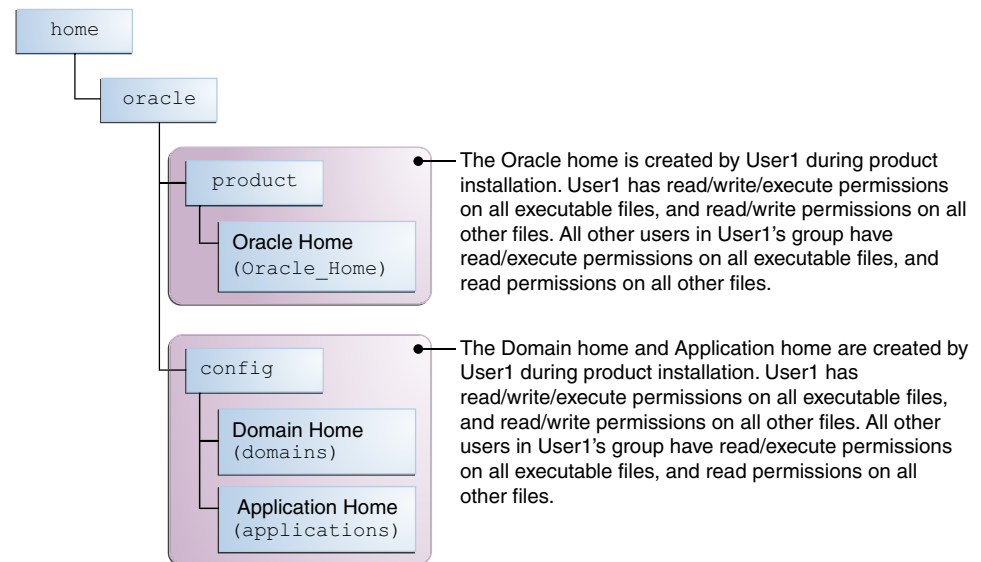 home
oracle
product
Oracle Home
(Oracle_Home)
The Oracle home is created by User1 during product
installation. User1 has read/write/execute permissions
on all executable files, and read/write permissions on all
other files. All other users in User1's group have
read/execute permissions on all executable files, and
read permissions on all other files.
config
Domain Home
(domains)
Application Home
(applications)
The Domain home and Application home are created by
User1 during product installation. User1 has
read/write/execute permissions on all executable files,
and read/write permissions on all other files. All other
users in User1's group have read/execute permissions
on all executable files, and read permissions on all
other files.